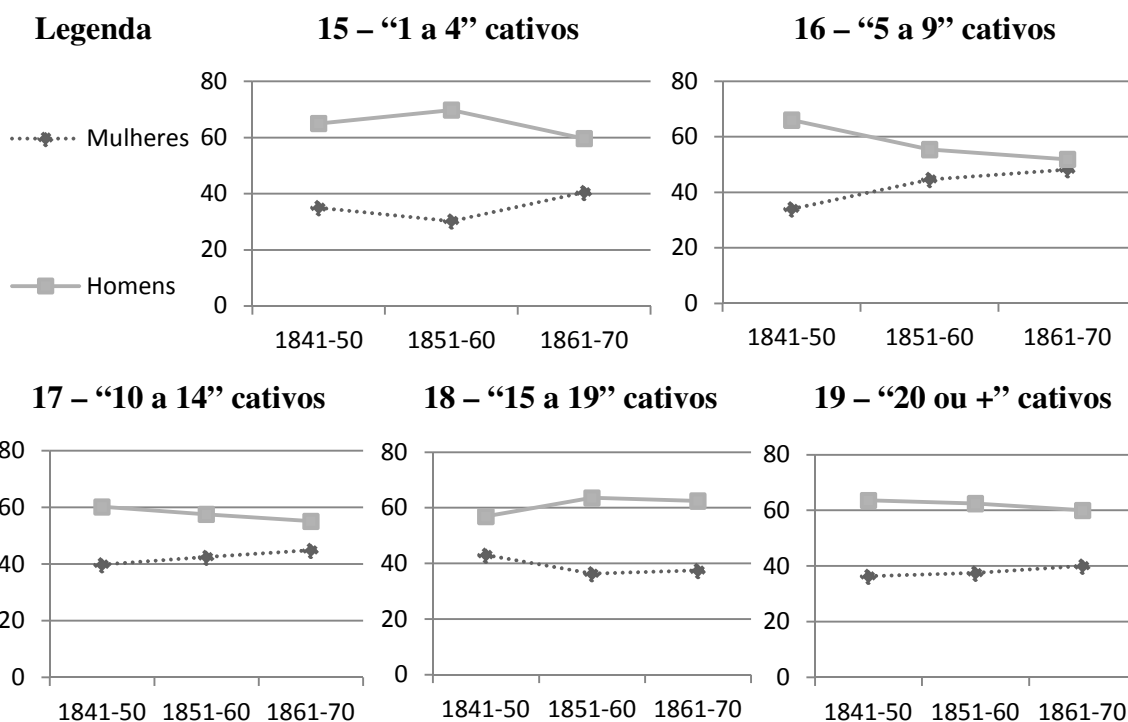 Legenda
Mulheres
Homens
15 – “1 a 4” cativos
80
60
40
20
0
1841-50 1851-60 1861-70
16 – “5 a 9” cativos
80
60
40
20
0
1841-50 1851-60 1861-70
17 – “10 a 14” cativos
80
60
40
20
0
1841-50 1851-60 1861-70
18 – “15 a 19” cativos
80
60
40
20
0
1841-50 1851-60 1861-70
19 – “20 ou +” cativos
80
60
40
20
0
1841-50 1851-60 1861-70